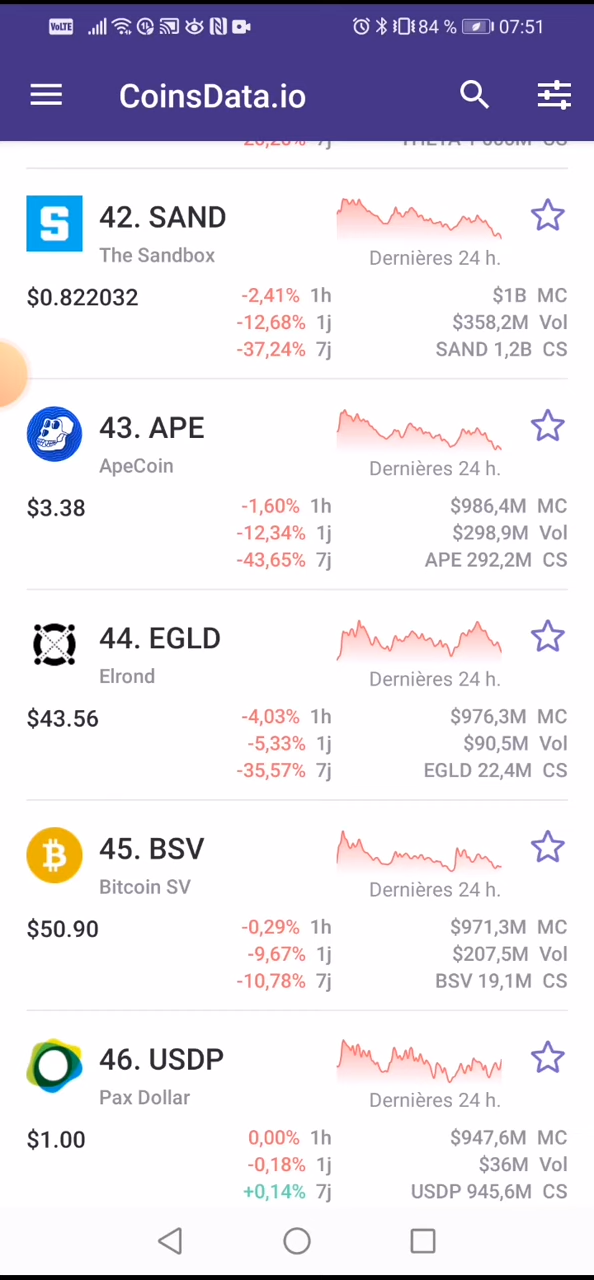 VoLTE 84 % 07:51
CoinsData.io
42. SAND
The Sandbox
Dernières 24 h.
$0.822032
-2,41% 1h $1B MC
-12,68% 1j $358,2M Vol
-37,24% 7j SAND 1,2B CS
43. APE
ApeCoin
Dernières 24 h.
$3.38
-1,60% 1h $986,4M MC
-12,34% 1j $298,9M Vol
-43,65% 7j APE 292,2M CS
44. EGLD
Elrond
Dernières 24 h.
$43.56
-4,03% 1h $976,3M MC
-5,33% 1j $90,5M Vol
-35,57% 7j EGLD 22,4M CS
45. BSV
Bitcoin SV
Dernières 24 h.
$50.90
-0,29% 1h $971,3M MC
-9,67% 1j $207,5M Vol
-10,78% 7j BSV 19,1M CS
46. USDP
Pax Dollar
Dernières 24 h.
$1.00
0,00% 1h $947,6M MC
-0,18% 1j $36M Vol
+0,14% 7j USDP 945,6M CS